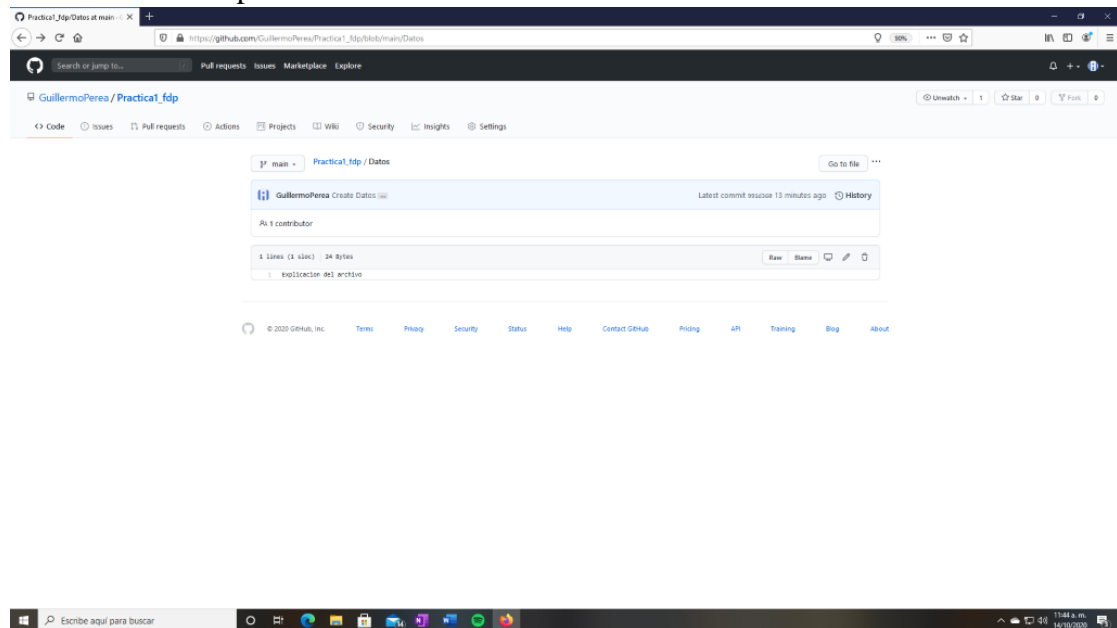 Practica1_fdp/Datos at main · G
https://github.com/GuillermoPerea/Practica1_fdp/blob/main/Datos
90%
Search or jump to...
Pull requests Issues Marketplace Explore
GuillermoPerea / Practica1_fdp
Unwatch 1 Star 0 Fork 0
Code Issues Pull requests Actions Projects Wiki Security Insights Settings
main Practica1_fdp / Datos Go to file
GuillermoPerea Create Datos Latest commit 13 minutes ago History
1 contributor
1 lines (1 sloc) 24 Bytes Raw Blame
1 Explicacion del archivo
© 2020 GitHub, Inc. Terms Privacy Security Status Help Contact GitHub Pricing API Training Blog About
Escribe aquí para buscar
11:44 a. m.
14/10/2020